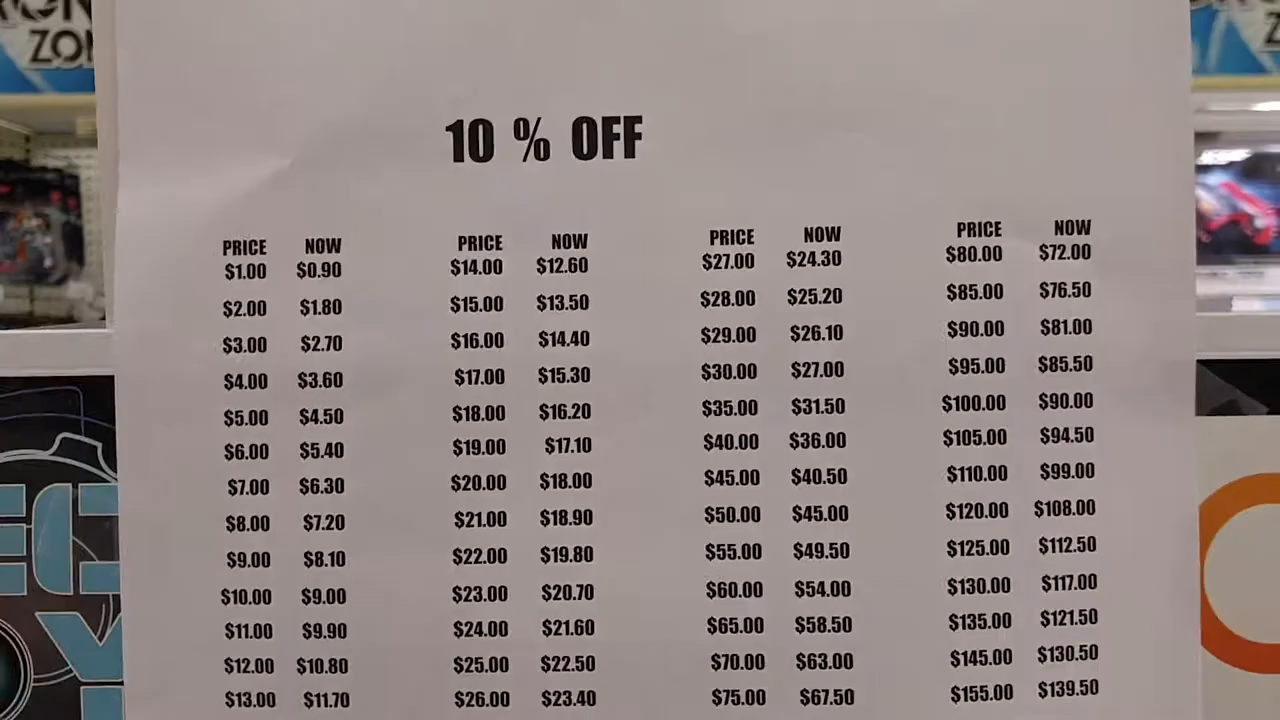 10 % OFF
PRICE NOW PRICE NOW PRICE NOW PRICE NOW
$1.00 $0.90 $14.00 $12.60 $27.00 $24.30 $80.00 $72.00
$2.00 $1.80 $15.00 $13.50 $28.00 $25.20 $85.00 $76.50
$3.00 $2.70 $16.00 $14.40 $29.00 $26.10 $90.00 $81.00
$4.00 $3.60 $17.00 $15.30 $30.00 $27.00 $95.00 $85.50
$5.00 $4.50 $18.00 $16.20 $35.00 $31.50 $100.00 $90.00
$6.00 $5.40 $19.00 $17.10 $40.00 $36.00 $105.00 $94.50
$7.00 $6.30 $20.00 $18.00 $45.00 $40.50 $110.00 $99.00
$8.00 $7.20 $21.00 $18.90 $50.00 $45.00 $120.00 $108.00
$9.00 $8.10 $22.00 $19.80 $55.00 $49.50 $125.00 $112.50
$10.00 $9.00 $23.00 $20.70 $60.00 $54.00 $130.00 $117.00
$11.00 $9.90 $24.00 $21.60 $65.00 $58.50 $135.00 $121.50
$12.00 $10.80 $25.00 $22.50 $70.00 $63.00 $145.00 $130.50
$13.00 $11.70 $26.00 $23.40 $75.00 $67.50 $155.00 $139.50